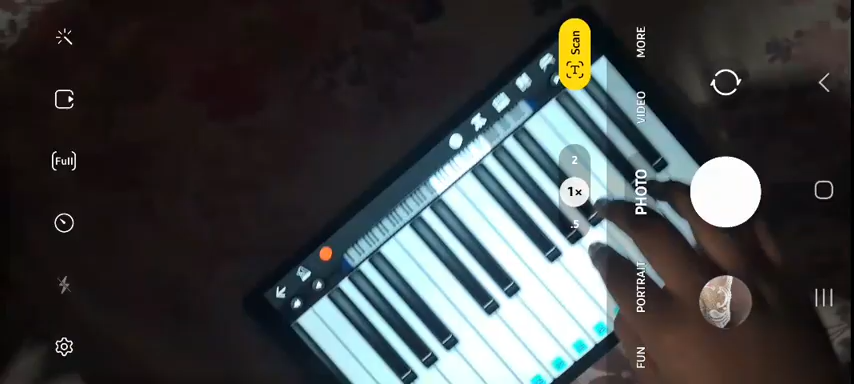 Scan
MORE
VIDEO
PHOTO
PORTRAIT
FUN
2
1×
.5
Full